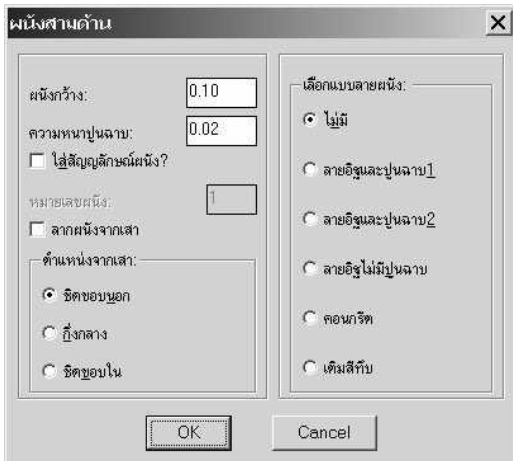 ผนังสามด้าน
ผนังกว้าง: 0.10
ความหนาปูนฉาบ: 0.02
ใส่สัญญลักษณ์ผนัง?
หมายเลขผนัง: 1
ลากผนังจากเสา
ตำแหน่งจากเสา:
ชิดขอบนอก
กึ่งกลาง
ชิดขอบใน
เลือกแบบลายผนัง:
ไม่มี
ลายอิฐและปูนฉาบ1
ลายอิฐและปูนฉาบ2
ลายอิฐไม่มีปูนฉาบ
คอนกรีต
เติมสีทึบ
OK
Cancel